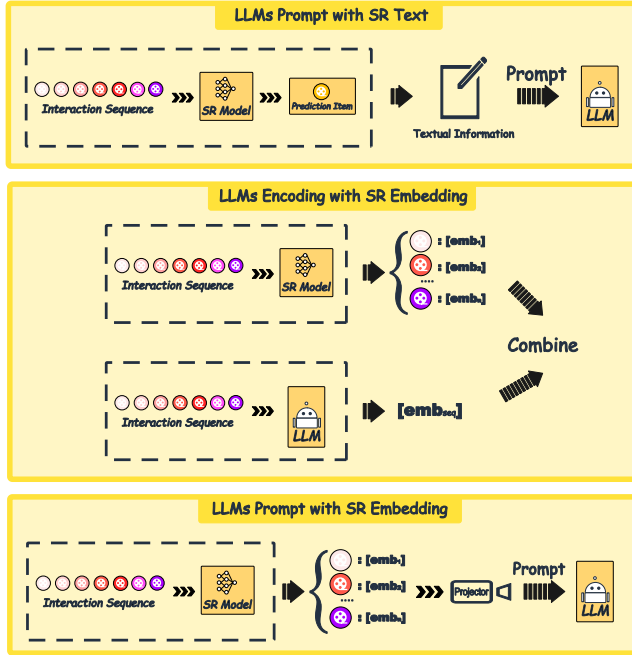 LLMs Prompt with SR Text
Interaction Sequence
SR Model
Prediction Item
Textual Information
Prompt
LLM
LLMs Encoding with SR Embedding
Interaction Sequence
SR Model
: [emb₁]
: [emb₂]
....
: [embₙ]
Combine
Interaction Sequence
LLM
[emb_seq]
LLMs Prompt with SR Embedding
Interaction Sequence
SR Model
: [emb₁]
: [emb₂]
....
: [embₙ]
Projector
Prompt
LLM